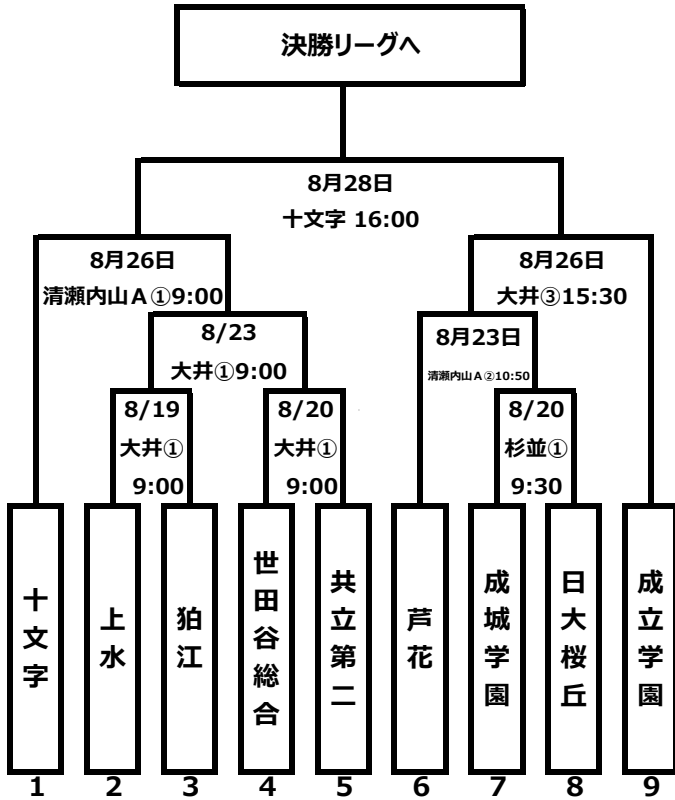 決勝リーグへ
8月28日
十文字 16:00
8月26日
清瀬内山A①9:00
8月26日
大井③15:30
8/23
大井①9:00
8月23日
清瀬内山A②10:50
8/19
大井①
9:00
8/20
大井①
9:00
8/20
杉並①
9:30
十文字
上水
狛江
世田谷総合
共立第二
芦花
成城学園
日大桜丘
成立学園
1 2 3 4 5 6 7 8 9